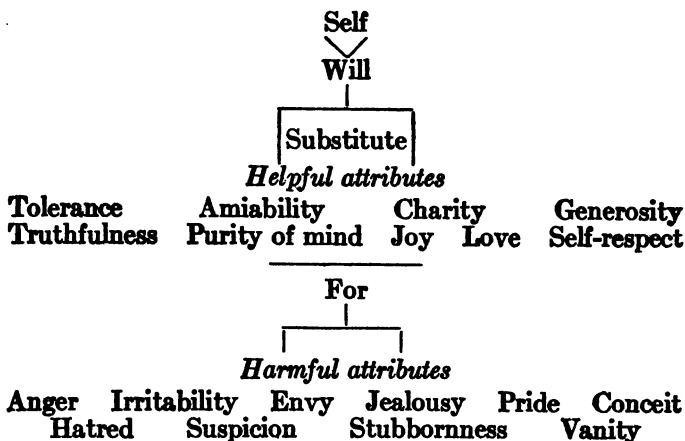 Self
Will
Substitute
Helpful attributes
Tolerance Amiability Charity Generosity
Truthfulness Purity of mind Joy Love Self-respect
For
Harmful attributes
Anger Irritability Envy Jealousy Pride Conceit
Hatred Suspicion Stubbornness Vanity